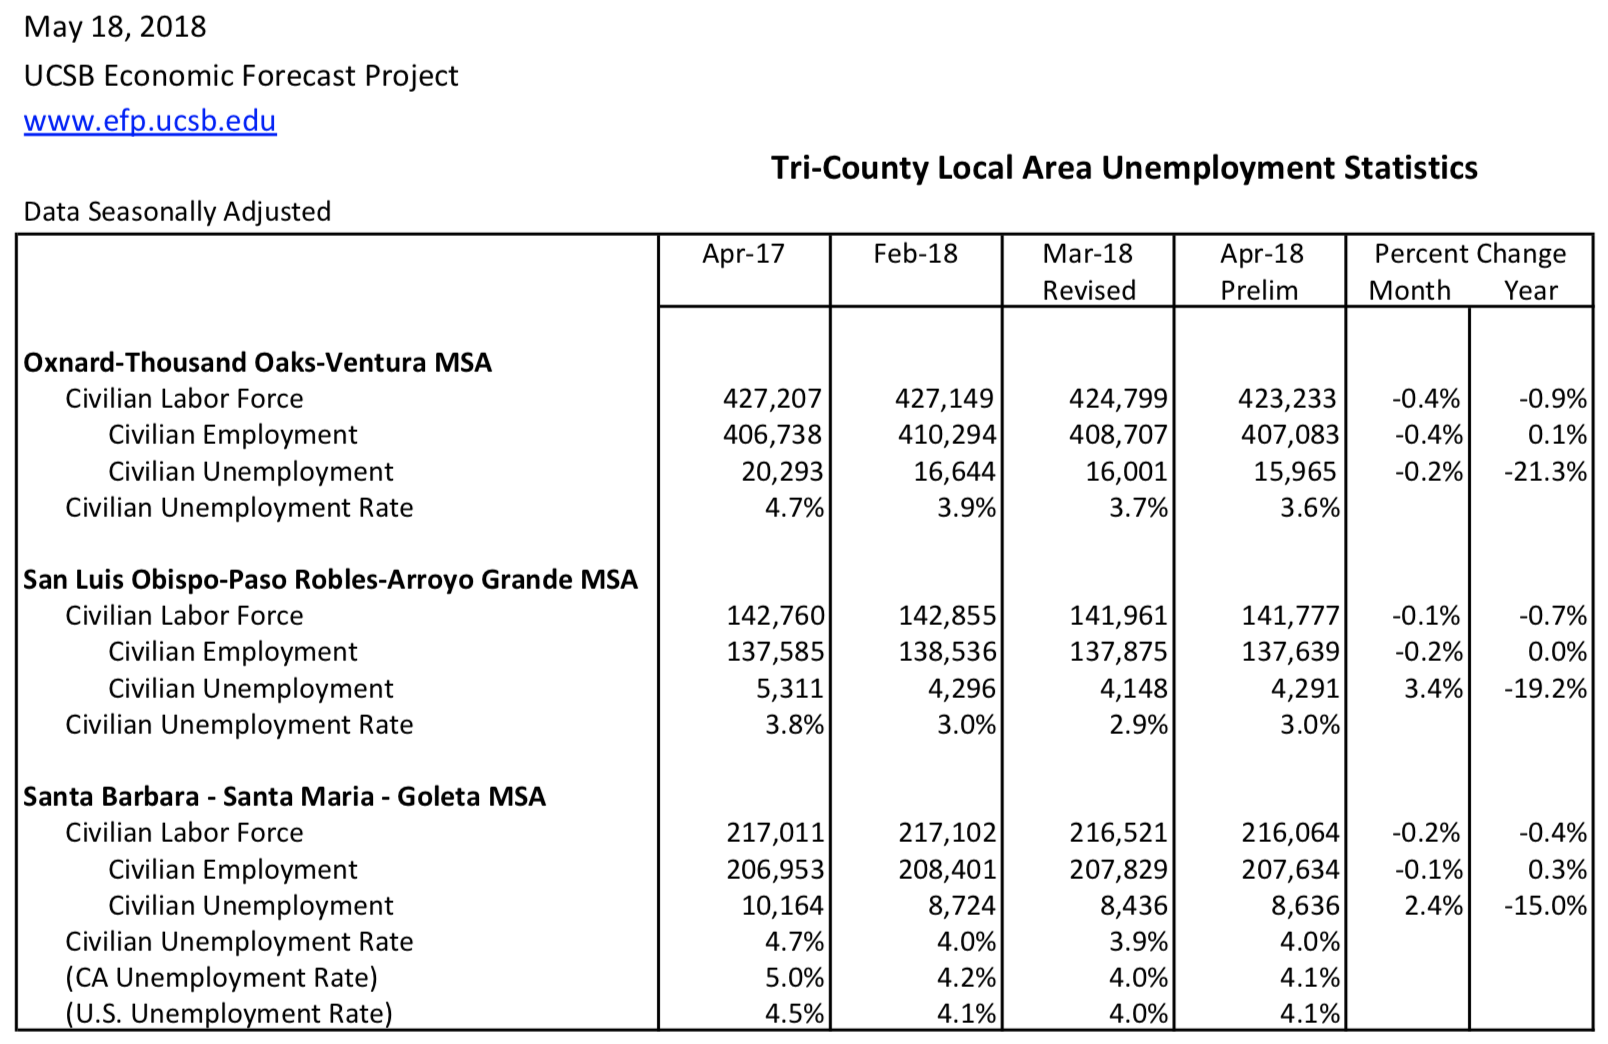 May 18, 2018
UCSB Economic Forecast Project
www.efp.ucsb.edu
Tri-County Local Area Unemployment Statistics
Data Seasonally Adjusted
Apr-17 Feb-18 Mar-18 Apr-18 Percent Change
Revised Prelim Month Year
Oxnard-Thousand Oaks-Ventura MSA
Civilian Labor Force 427,207 427,149 424,799 423,233 -0.4% -0.9%
Civilian Employment 406,738 410,294 408,707 407,083 -0.4% 0.1%
Civilian Unemployment 20,293 16,644 16,001 15,965 -0.2% -21.3%
Civilian Unemployment Rate 4.7% 3.9% 3.7% 3.6%
San Luis Obispo-Paso Robles-Arroyo Grande MSA
Civilian Labor Force 142,760 142,855 141,961 141,777 -0.1% -0.7%
Civilian Employment 137,585 138,536 137,875 137,639 -0.2% 0.0%
Civilian Unemployment 5,311 4,296 4,148 4,291 3.4% -19.2%
Civilian Unemployment Rate 3.8% 3.0% 2.9% 3.0%
Santa Barbara - Santa Maria - Goleta MSA
Civilian Labor Force 217,011 217,102 216,521 216,064 -0.2% -0.4%
Civilian Employment 206,953 208,401 207,829 207,634 -0.1% 0.3%
Civilian Unemployment 10,164 8,724 8,436 8,636 2.4% -15.0%
Civilian Unemployment Rate 4.7% 4.0% 3.9% 4.0%
(CA Unemployment Rate) 5.0% 4.2% 4.0% 4.1%
(U.S. Unemployment Rate) 4.5% 4.1% 4.0% 4.1%